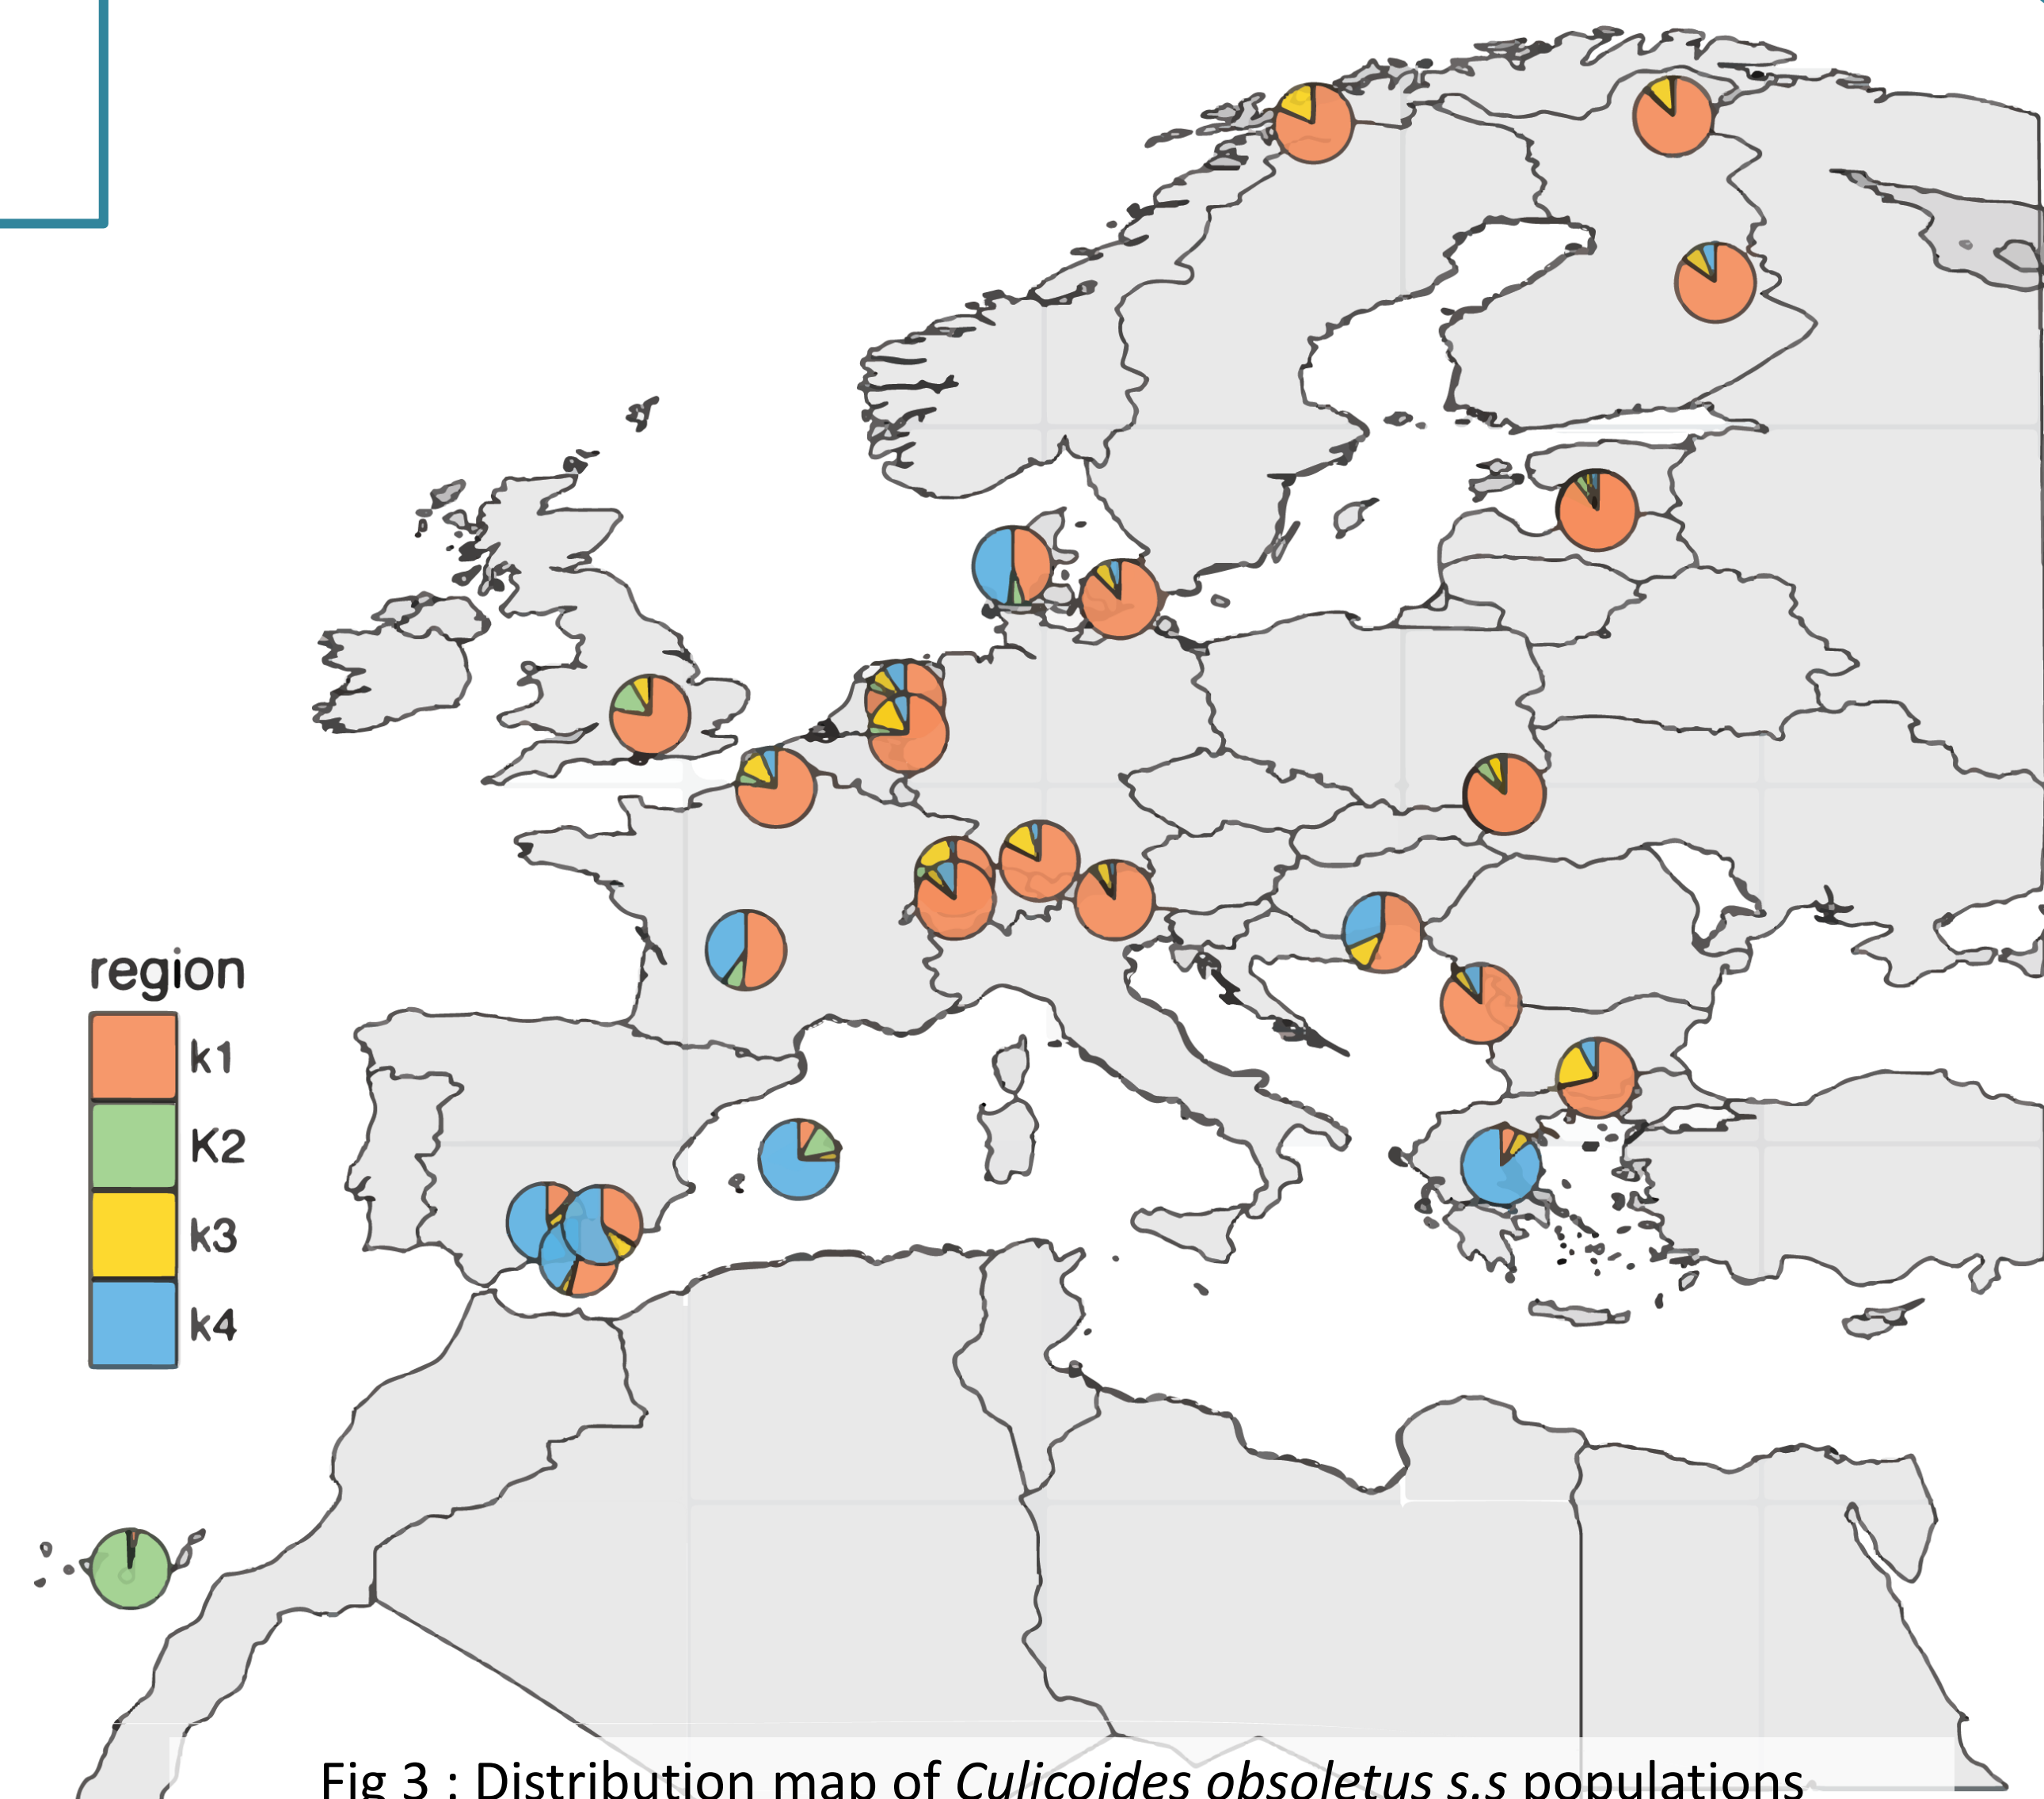 region
k1
K2
k3
k4
Fig 3 : Distribution map of Culicoides obsoletus s.s populations